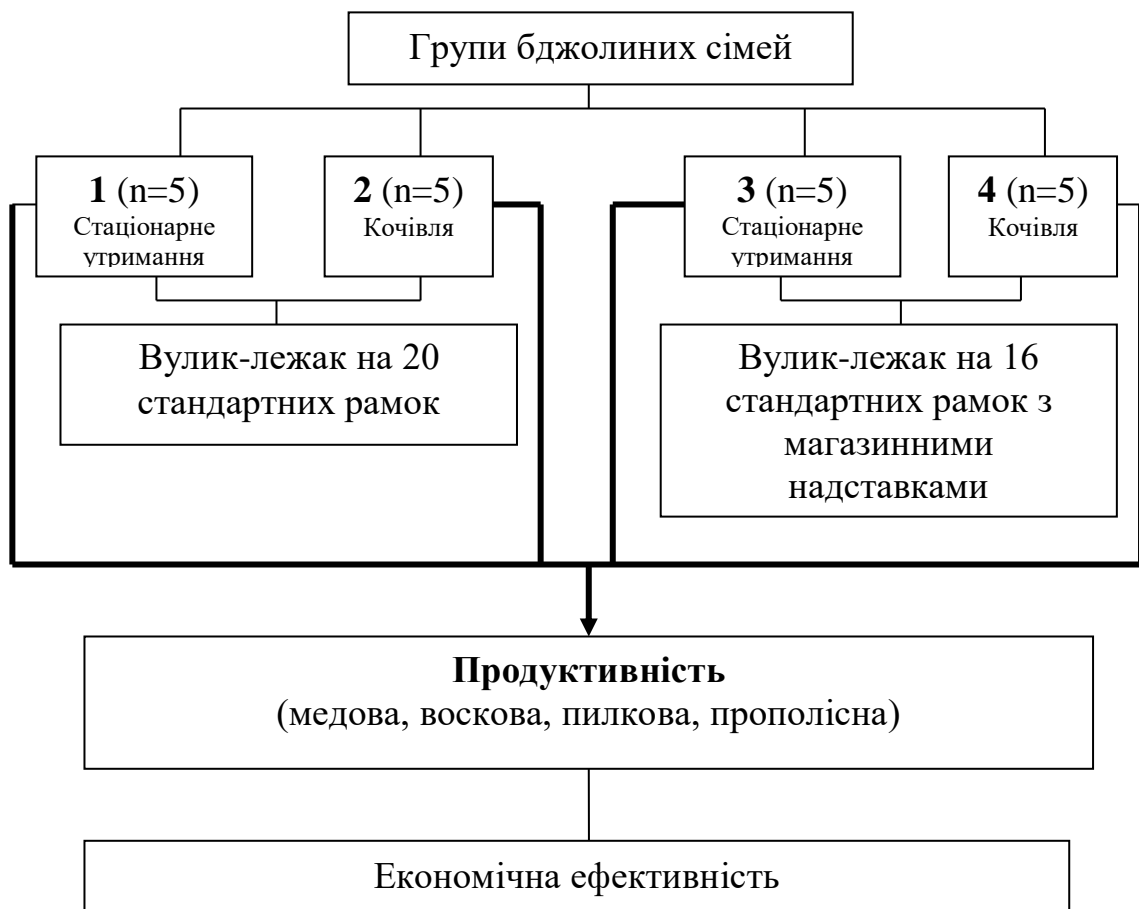 Групи бджолиних сімей
1 (n=5)
Стаціонарне
утримання
2 (n=5)
Кочівля
3 (n=5)
Стаціонарне
утримання
4 (n=5)
Кочівля
Вулик-лежак на 20
стандартних рамок
Вулик-лежак на 16
стандартних рамок з
магазинними
надставками
Продуктивність
(медова, воскова, пилкова, прополісна)
Економічна ефективність